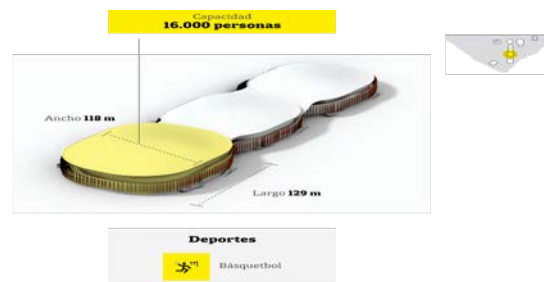 Capacidad
16.000 personas
Ancho 118 m
Largo 129 m
Deportes
Básquetbol